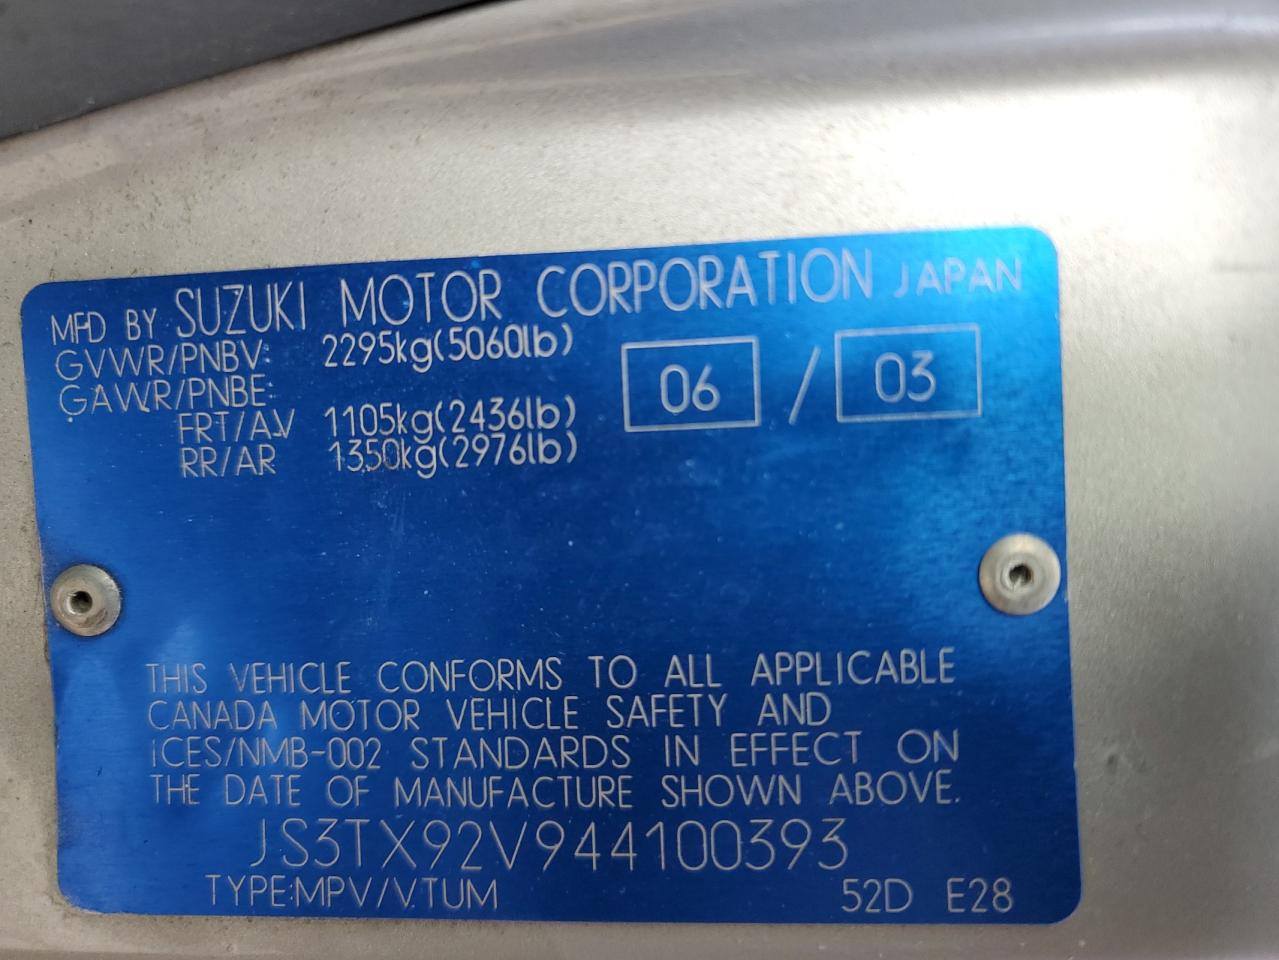 MFD BY SUZUKI MOTOR CORPORATION JAPAN
GVWR/PNBV: 2295kg(5060lb)
GAWR/PNBE:
06 / 03
FRT/AV 1105kg(2436lb)
RR/AR 1350kg(2976lb)
THIS VEHICLE CONFORMS TO ALL APPLICABLE
CANADA MOTOR VEHICLE SAFETY AND
ICES/NMB-002 STANDARDS IN EFFECT ON
THE DATE OF MANUFACTURE SHOWN ABOVE.
JS3TX92V944100393
TYPE:MPV/V.TUM 52D E28